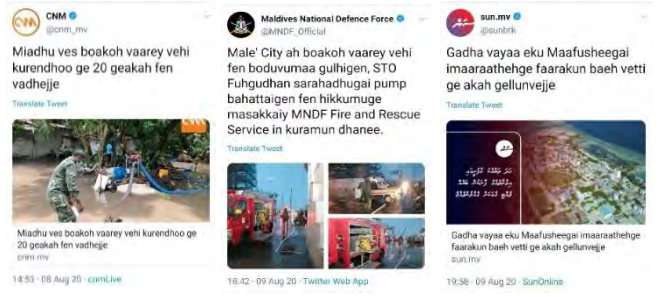 CNM
@cnm_mv
Miadhu ves boakoh vaarey vehi
kurendhoo ge 20 geakah fen
vadhejje
Translate Tweet
Miadhu ves boakoh vaarey vehi kurendhoo ge
20 geakah fen vadhejje
cnm.mv
14:53 · 08 Aug 20 · cnmLive
Maldives National Defence Force
@MNDF_Official
Male' City ah boakoh vaarey vehi
fen boduvumaa gulhigen, STO
Fuhgudhan sarahadhugai pump
bahattaigen fen hikkumuge
masakkaiy MNDF Fire and Rescue
Service in kuramun dhanee.
Translate Tweet
16:42 · 09 Aug 20 · Twitter Web App
sun.mv
@sunbrk
Gadha vayaa eku Maafusheegai
imaaraathehge faarakun baeh vetti
ge akah gellunvejje
Translate Tweet
Gadha vayaa eku Maafusheegai imaaraathehge
faarakun baeh vetti ge akah gellunvejje
sun.mv
19:56 · 09 Aug 20 · SunOnline